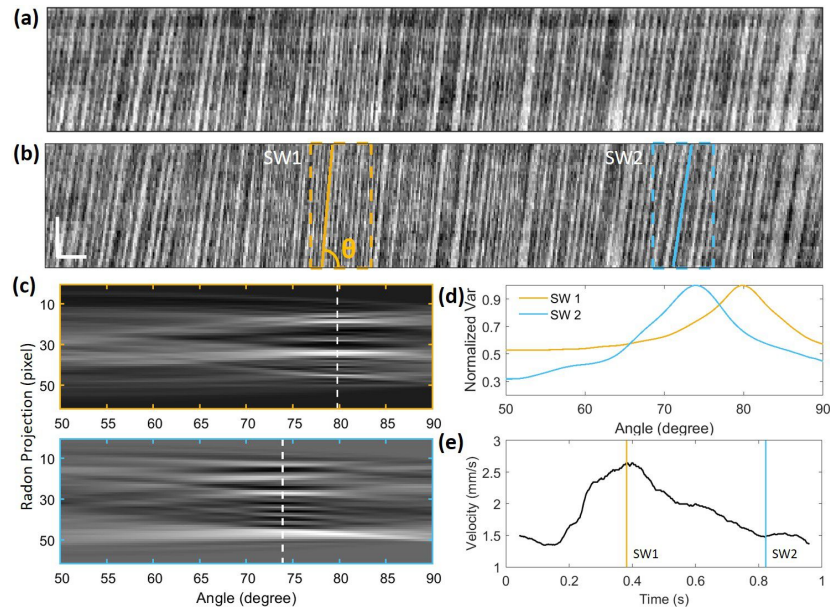 (a)
(b)
SW1
SW2
θ
(c)
10
30
50
50 55 60 65 70 75 80 85 90
10
30
50
50 55 60 65 70 75 80 85 90
Radon Projection (pixel)
Angle (degree)
(d)
SW 1
SW 2
0.9
0.7
0.5
0.3
50 60 70 80 90
Normalized Var
Angle (degree)
(e)
3
2.5
2
1.5
1
0 0.2 0.4 0.6 0.8 1
Velocity (mm/s)
SW1
SW2
Time (s)